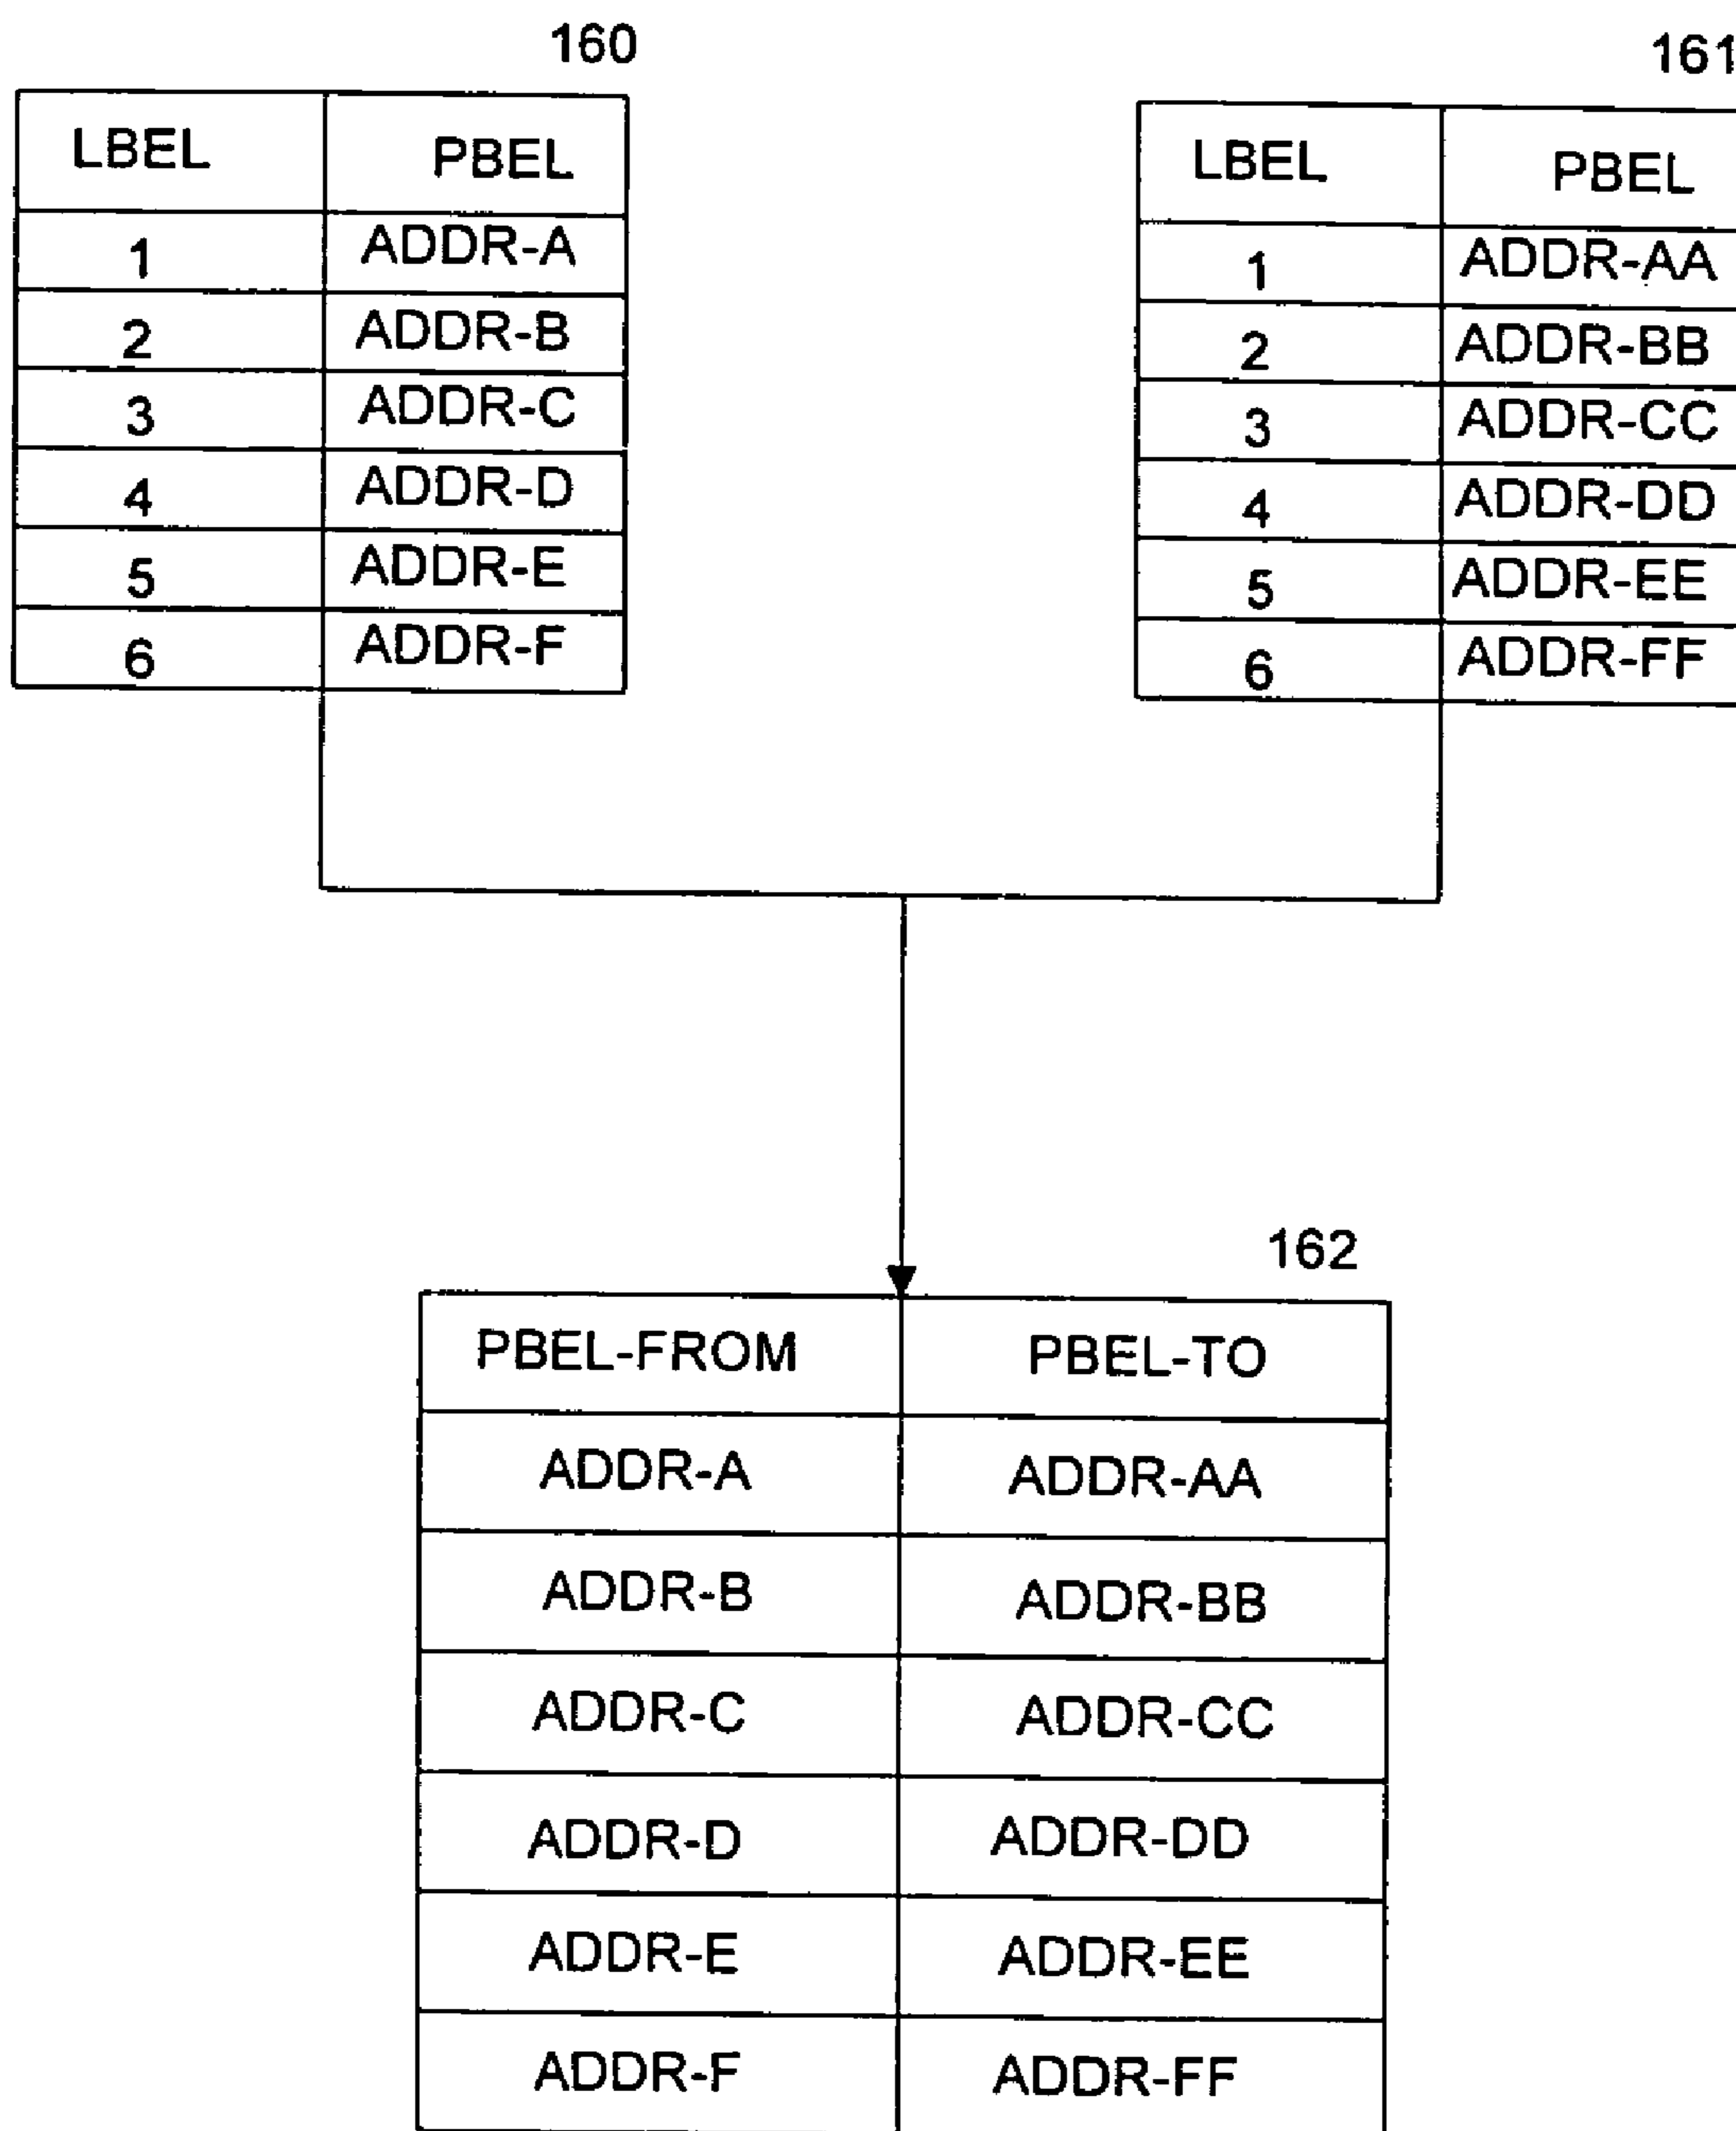 160
LBEL PBEL
1 ADDR-A
2 ADDR-B
3 ADDR-C
4 ADDR-D
5 ADDR-E
6 ADDR-F
161
LBEL PBEL
1 ADDR-AA
2 ADDR-BB
3 ADDR-CC
4 ADDR-DD
5 ADDR-EE
6 ADDR-FF
162
PBEL-FROM PBEL-TO
ADDR-A ADDR-AA
ADDR-B ADDR-BB
ADDR-C ADDR-CC
ADDR-D ADDR-DD
ADDR-E ADDR-EE
ADDR-F ADDR-FF